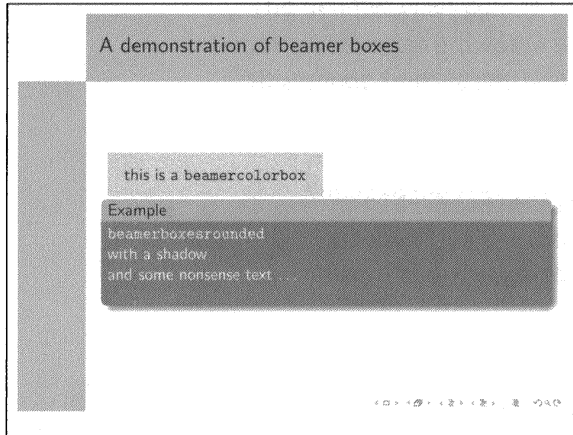 A demonstration of beamer boxes
this is a beamercolorbox
Example
beamerboxesrounded
with a shadow
and some nonsense text ...